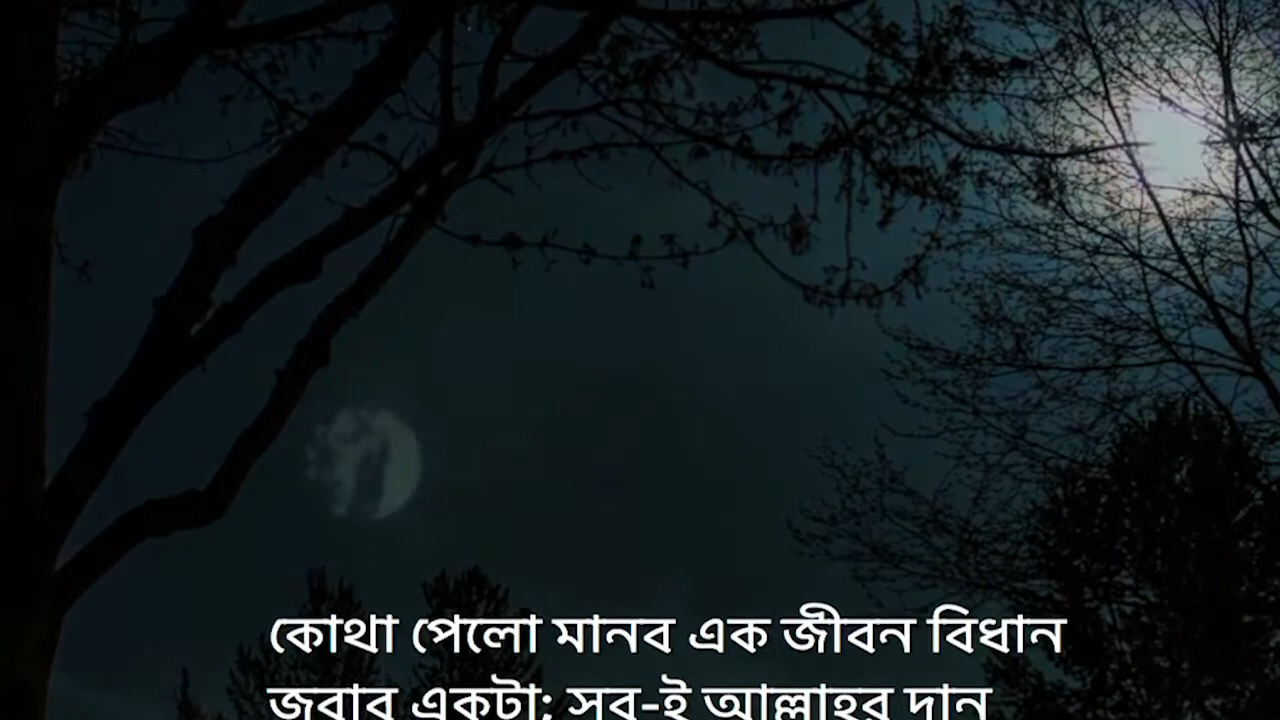 কোথা পেলো মানব এক জীবন বিধান
জবাব একটা; সব-ই আল্লাহর দান